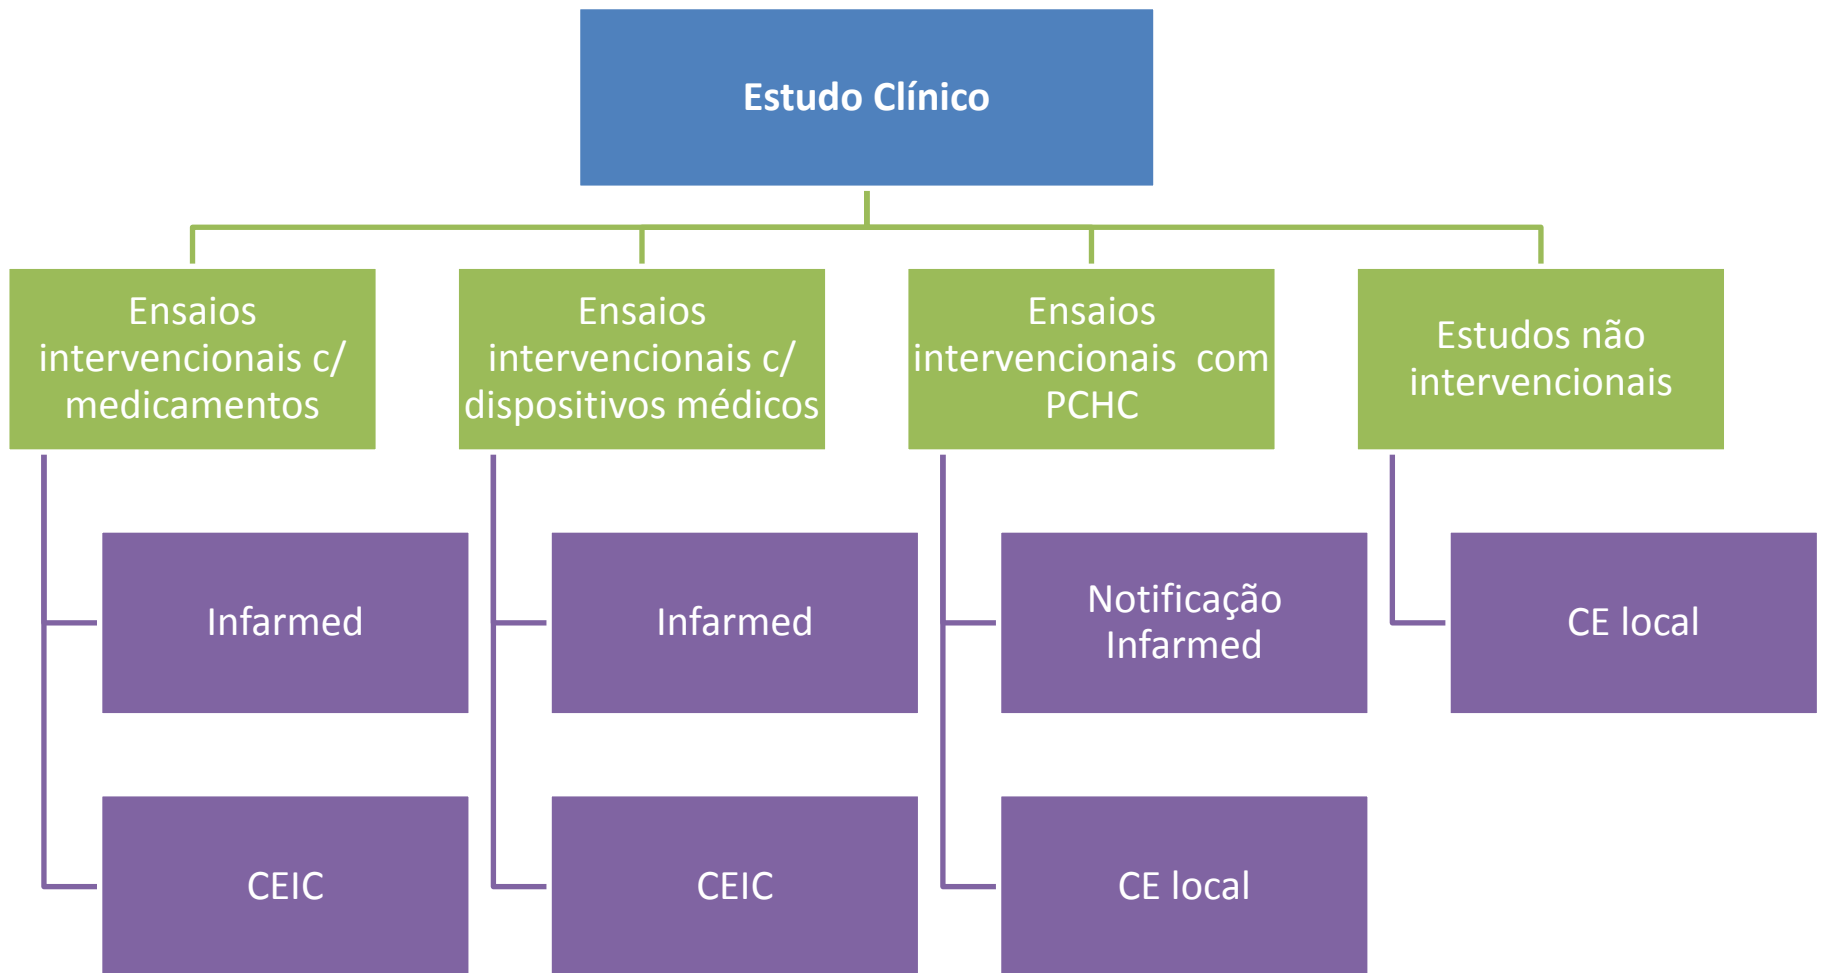 Estudo Clínico
Ensaios
intervencionais c/
medicamentos
Ensaios
intervencionais c/
dispositivos médicos
Ensaios
intervencionais com
PCHC
Estudos não
intervencionais
Infarmed
Infarmed
Notificação
Infarmed
CE local
CEIC
CEIC
CE local